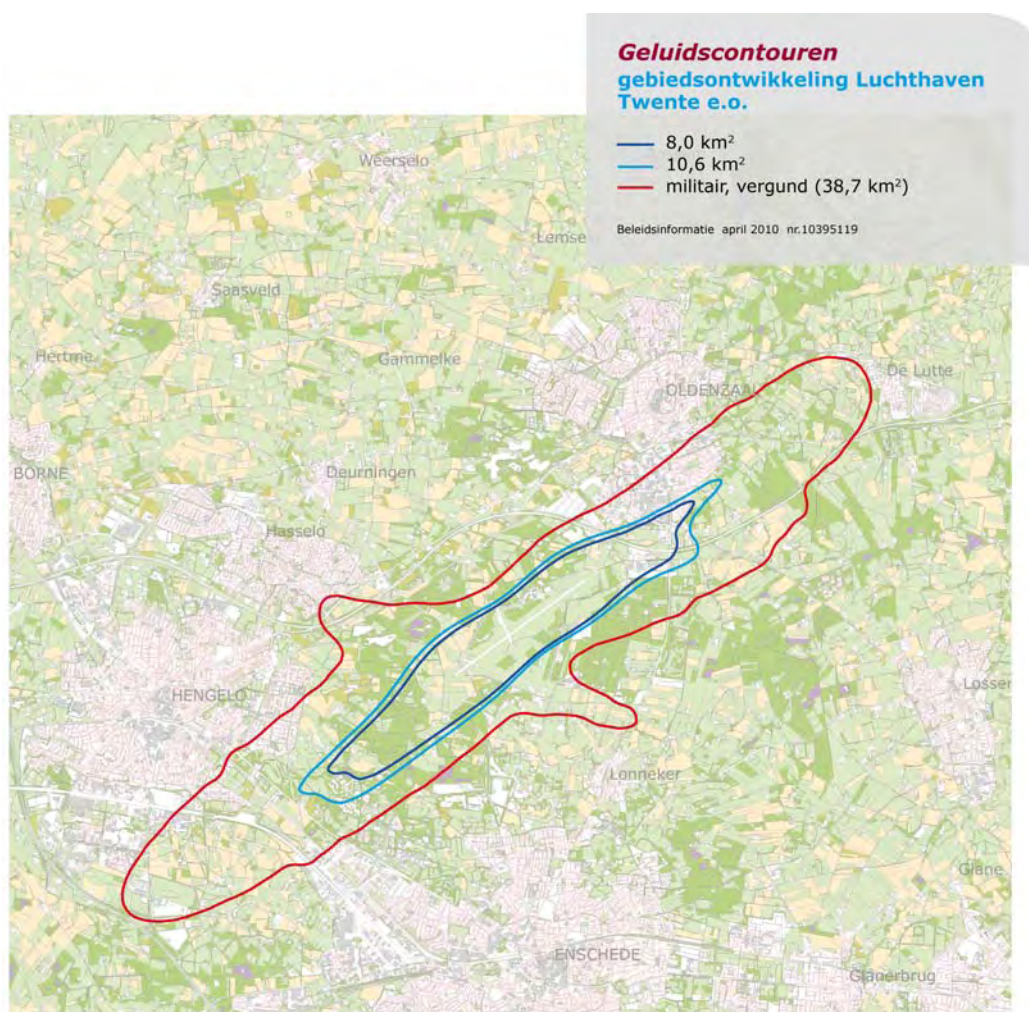 Geluidscontouren
gebiedsontwikkeling Luchthaven
Twente e.o.
8,0 km²
10,6 km²
militair, vergund (38,7 km²)
Beleidsinformatie april 2010 nr.10395119
Weerselo
Lemse
Saasveld
Hertme
Gammelke
De Lutte
OLDENZAAL
BORNE
Deurningen
Hasselo
HENGELO
Losser
Lonneker
Glane
ENSCHEDE
Glanerbrug